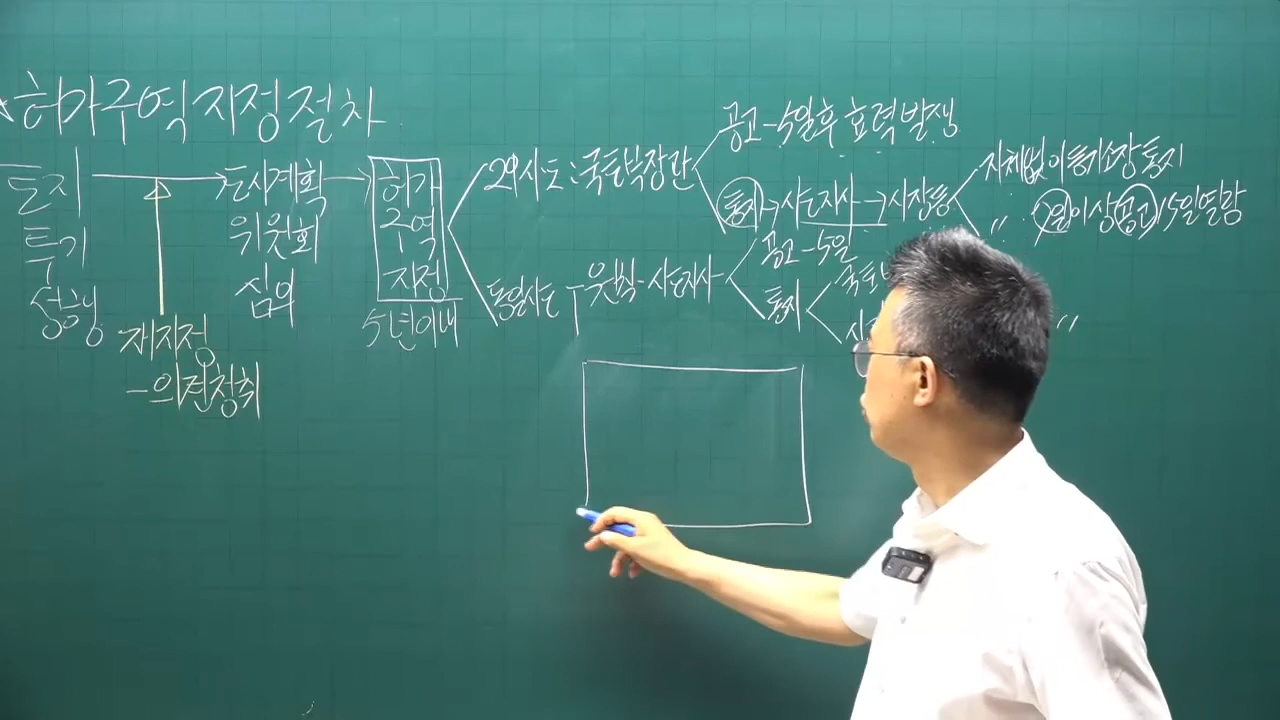 허가구역 지정절차
토지 투기 성행
재지정
-의견청취
도시계획 위원회 심의
허가 구역 지정
5년이내
2이상시·도 : 국토부장관
공고-5일후 효력발생
통지→시·도지사→시장등
지체없이 등기소장 통지
〃 7일이상 공고 15일 열람
동일시·도
원칙-시·도지사
공고-5일
통지
국토
〃